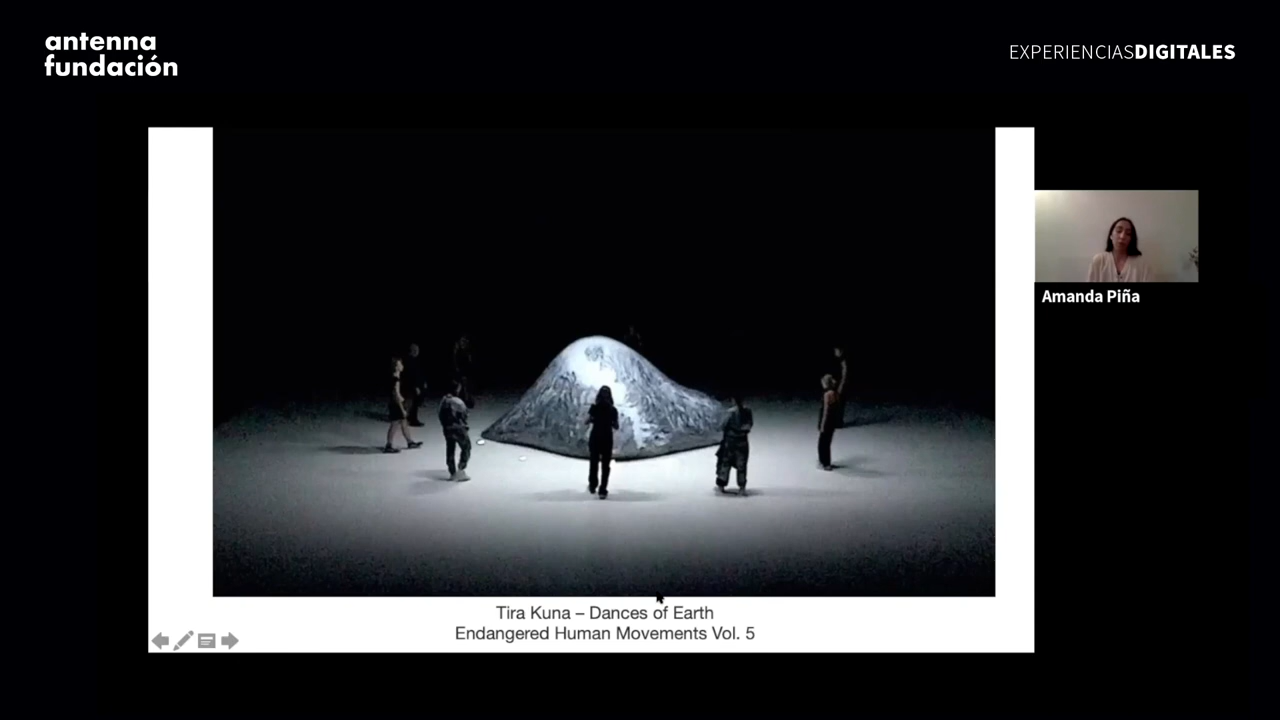 antenna
fundación
EXPERIENCIASDIGITALES
Amanda Piña
Tira Kuna – Dances of Earth
Endangered Human Movements Vol. 5